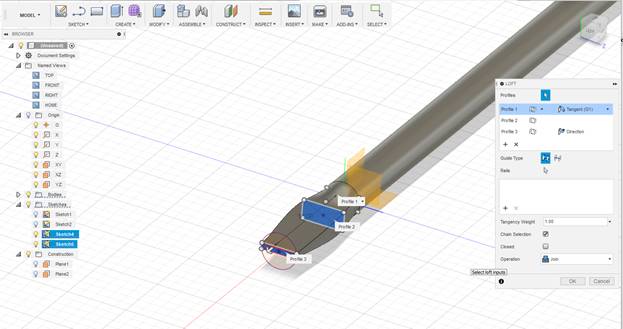 MODEL
SKETCH
CREATE
MODIFY
ASSEMBLE
CONSTRUCT
INSPECT
INSERT
MAKE
ADD-INS
SELECT
BROWSER
(Unsaved)
Document Settings
Named Views
TOP
FRONT
RIGHT
HOME
Origin
O
X
Y
Z
XY
XZ
YZ
Bodies
Sketches
Sketch1
Sketch2
Sketch4
Sketch5
Construction
Plane1
Plane2
Profile 1
Profile 2
Profile 3
Z
LOFT
Profiles
Profile 1 Tangent (G1)
Profile 2
Profile 3 Direction
Guide Type
Rails
Tangency Weight 1.00
Chain Selection
Closed
Operation Join
Select loft inputs
OK Cancel